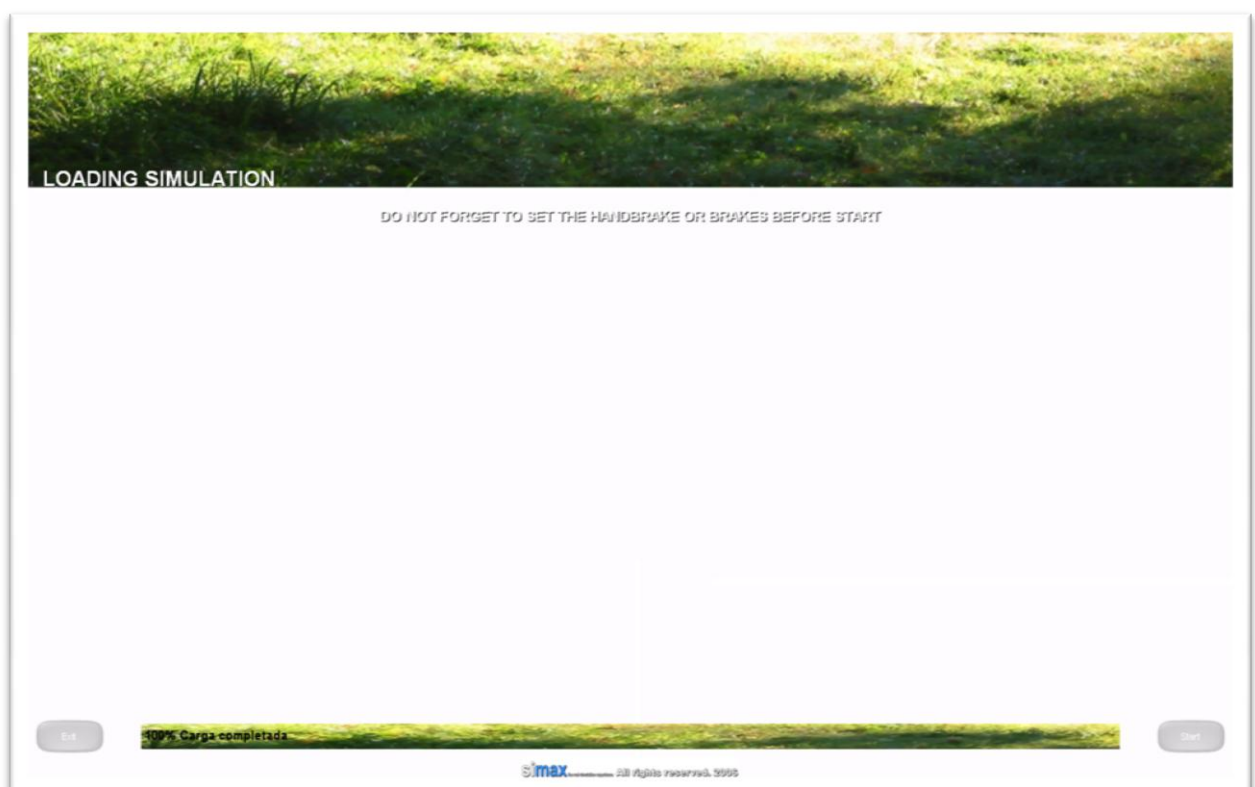 LOADING SIMULATION
DO NOT FORGET TO SET THE HANDBRAKE OR BRAKES BEFORE START
Exit
100% Carga completada
Start
simax All rights reserved. 2006